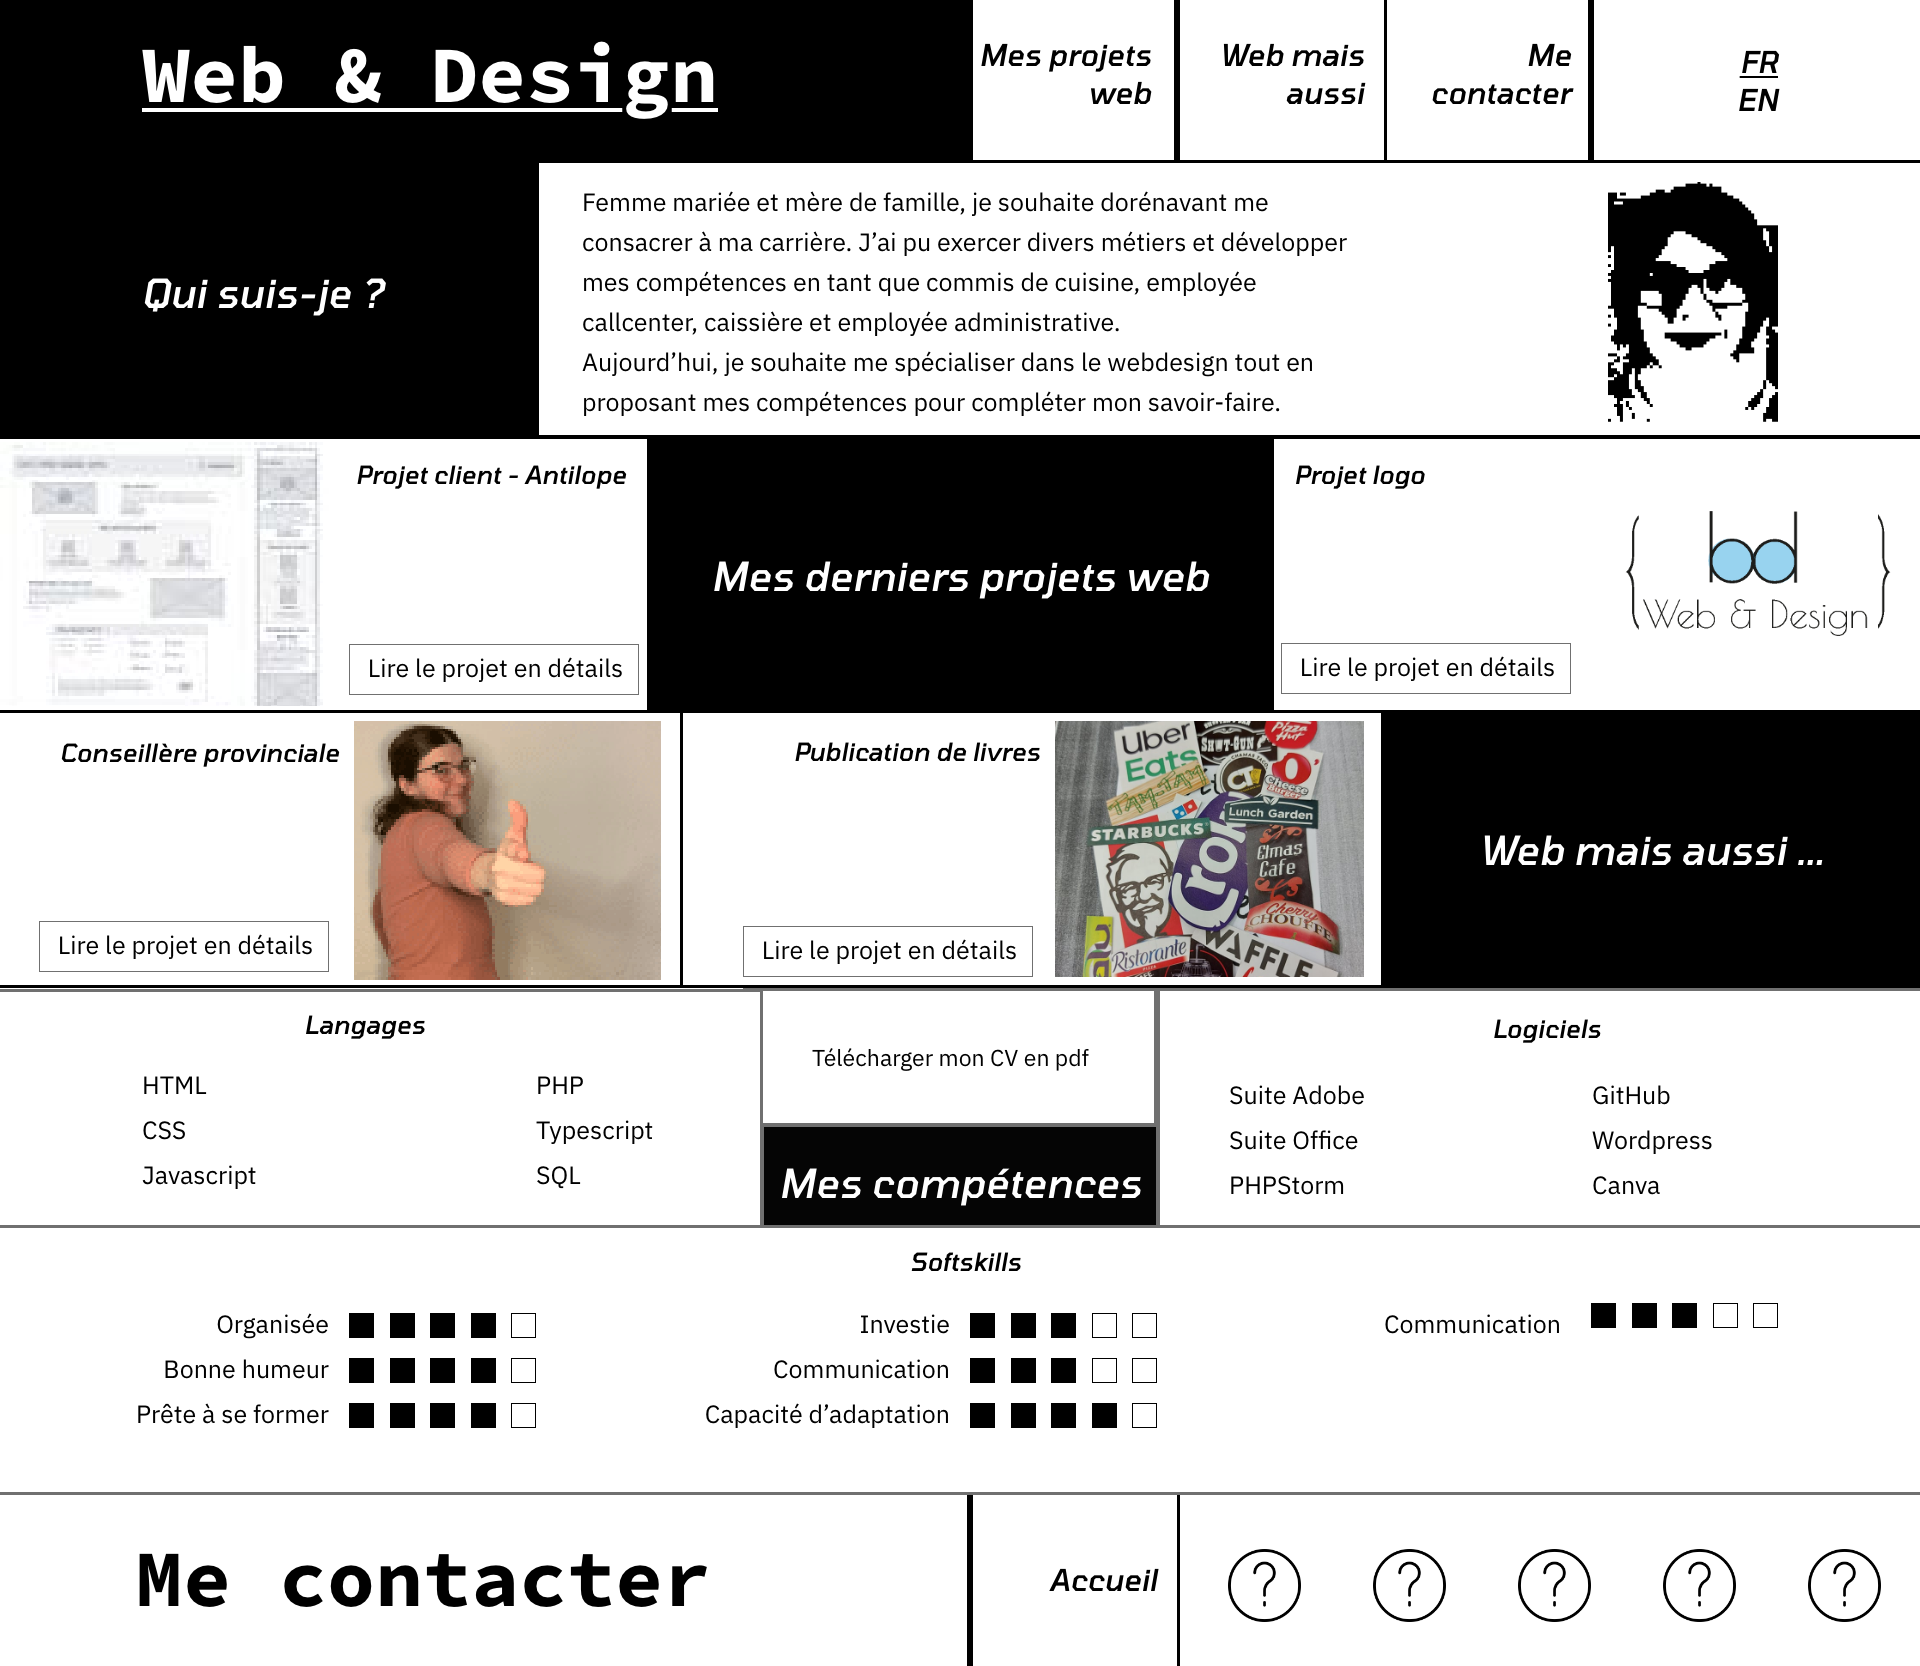 Web & Design
Mes projets
web
Web mais
aussi
Me
contacter
FR
EN
Qui suis-je ?
Femme mariée et mère de famille, je souhaite dorénavant me
consacrer à ma carrière. J’ai pu exercer divers métiers et développer
mes compétences en tant que commis de cuisine, employée
callcenter, caissière et employée administrative.
Aujourd’hui, je souhaite me spécialiser dans le webdesign tout en
proposant mes compétences pour compléter mon savoir-faire.
Projet client - Antilope
Lire le projet en détails
Mes derniers projets web
Projet logo
Lire le projet en détails
{ bd }
Web & Design
Conseillère provinciale
Lire le projet en détails
Publication de livres
Lire le projet en détails
Uber
Eats
SHOT-GUN
Pizza
Hut
Cheese
Burger
Lunch Garden
STARBUCKS
Elmas
Cafe
Cherry
CHOUFFE
Ristorante
WAFFLE
Web mais aussi ...
Langages
HTML
CSS
Javascript
PHP
Typescript
SQL
Télécharger mon CV en pdf
Mes compétences
Logiciels
Suite Adobe
Suite Office
PHPStorm
GitHub
Wordpress
Canva
Softskills
Organisée
Bonne humeur
Prête à se former
Investie
Communication
Capacité d’adaptation
Communication
Me contacter
Accueil
? ? ? ? ?